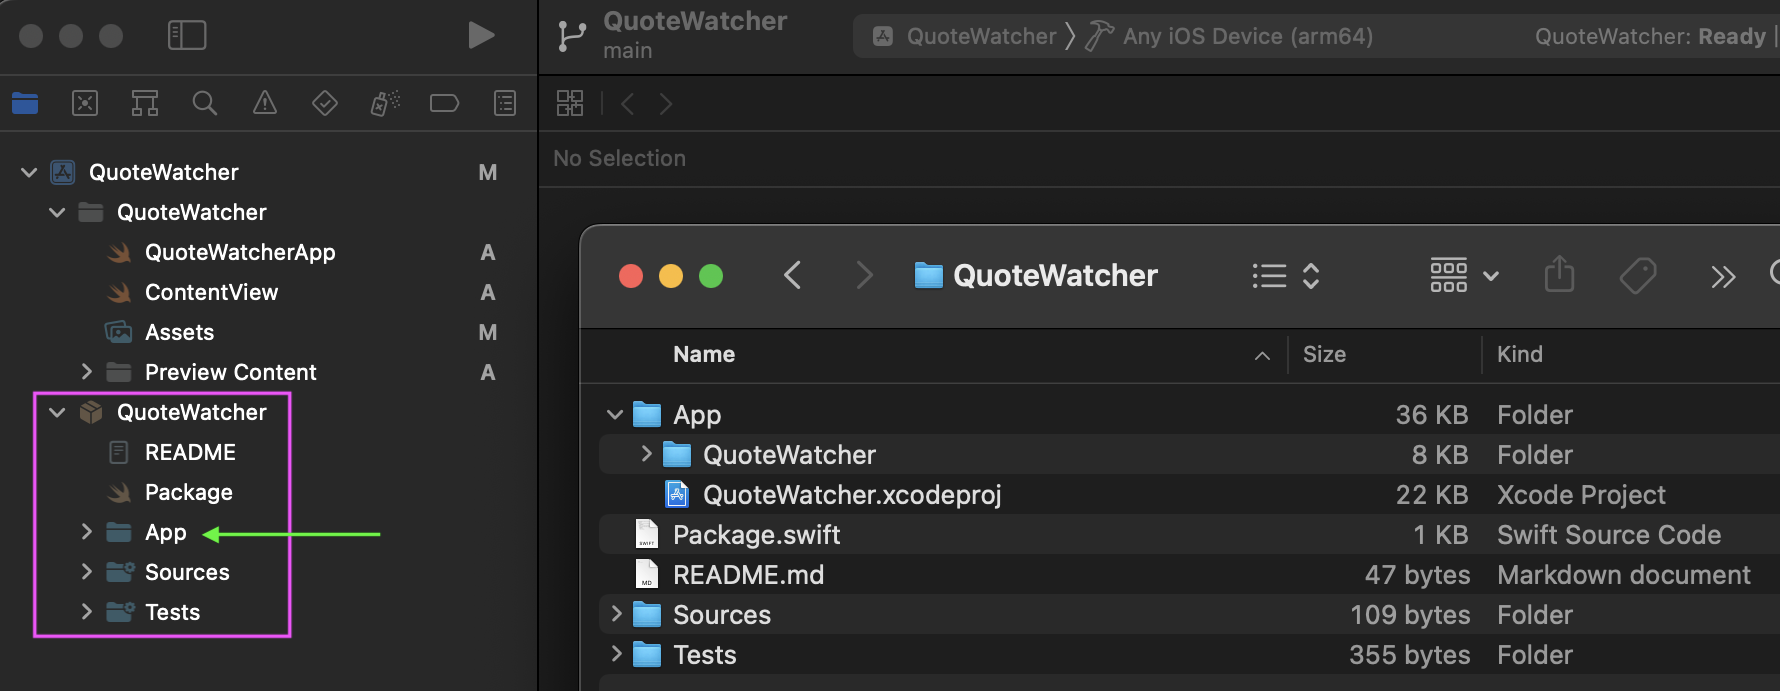 QuoteWatcher
main
QuoteWatcher
Any iOS Device (arm64)
QuoteWatcher: Ready |
No Selection
QuoteWatcher M
QuoteWatcher
QuoteWatcherApp A
ContentView A
Assets M
Preview Content A
QuoteWatcher
README
Package
App
Sources
Tests
QuoteWatcher
Name Size Kind
App 36 KB Folder
QuoteWatcher 8 KB Folder
QuoteWatcher.xcodeproj 22 KB Xcode Project
Package.swift 1 KB Swift Source Code
README.md 47 bytes Markdown document
Sources 109 bytes Folder
Tests 355 bytes Folder